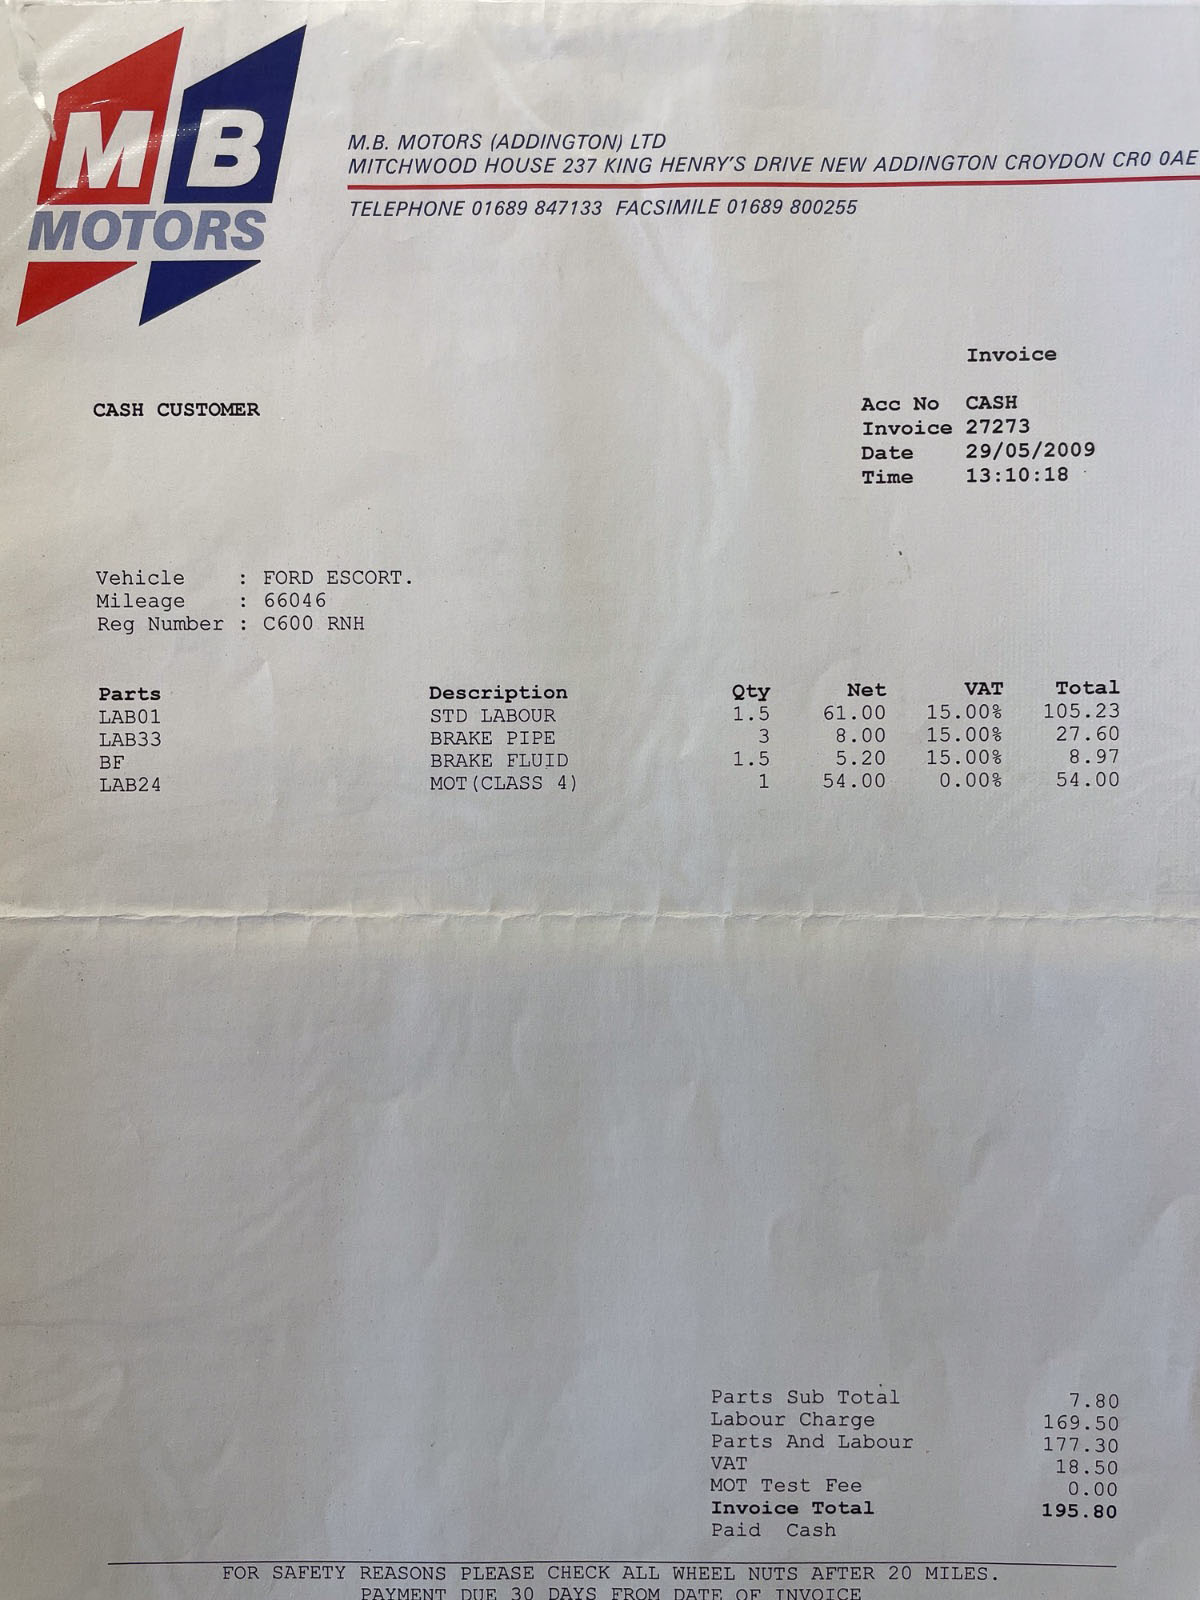 MB
MOTORS
M.B. MOTORS (ADDINGTON) LTD
MITCHWOOD HOUSE 237 KING HENRY'S DRIVE NEW ADDINGTON CROYDON CR0 0AE
TELEPHONE 01689 847133 FACSIMILE 01689 800255
Invoice
CASH CUSTOMER
Acc No CASH
Invoice 27273
Date 29/05/2009
Time 13:10:18
Vehicle : FORD ESCORT.
Mileage : 66046
Reg Number : C600 RNH
Parts Description Qty Net VAT Total
LAB01 STD LABOUR 1.5 61.00 15.00% 105.23
LAB33 BRAKE PIPE 3 8.00 15.00% 27.60
BF BRAKE FLUID 1.5 5.20 15.00% 8.97
LAB24 MOT(CLASS 4) 1 54.00 0.00% 54.00
Parts Sub Total 7.80
Labour Charge 169.50
Parts And Labour 177.30
VAT 18.50
MOT Test Fee 0.00
Invoice Total 195.80
Paid Cash
FOR SAFETY REASONS PLEASE CHECK ALL WHEEL NUTS AFTER 20 MILES.
PAYMENT DUE 30 DAYS FROM DATE OF INVOICE